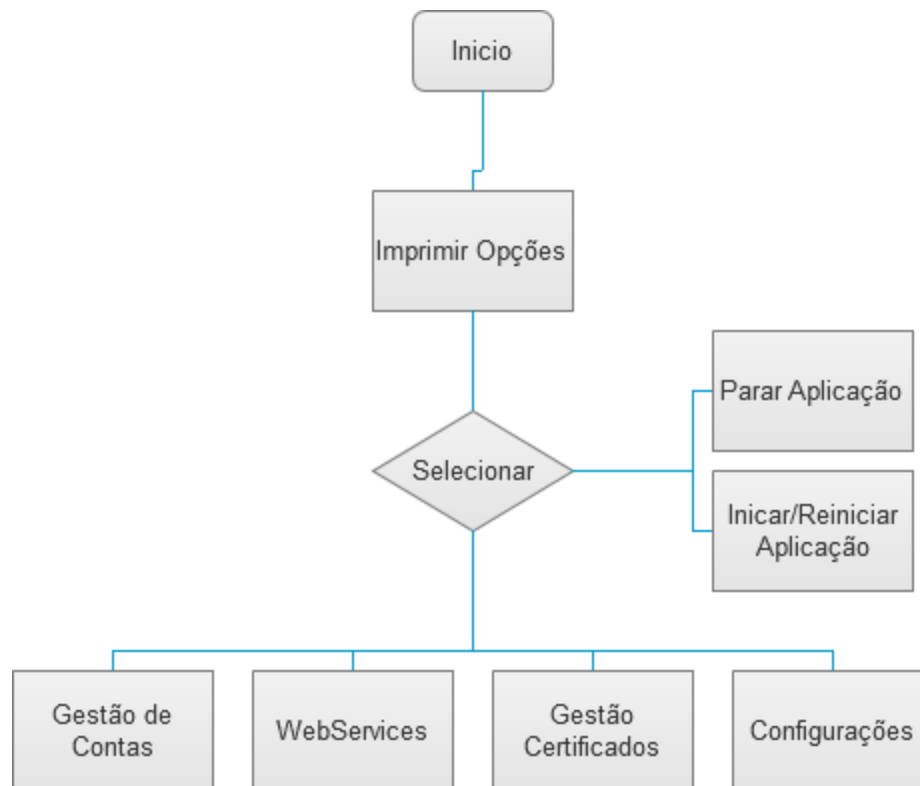 Inicio
Imprimir Opções
Selecionar
Parar Aplicação
Inicar/Reiniciar
Aplicação
Gestão de
Contas
WebServices
Gestão
Certificados
Configurações